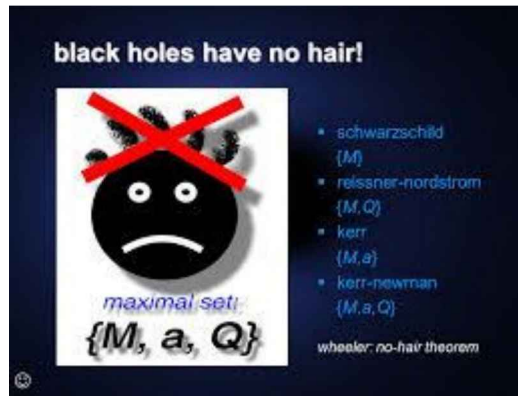 black holes have no hair!
maximal set:
{M, a, Q}
▪ schwarzschild
{M}
▪ reissner-nordstrom
{M,Q}
▪ kerr
{M,a}
▪ kerr-newman
{M,a,Q}
wheeler: no-hair theorem